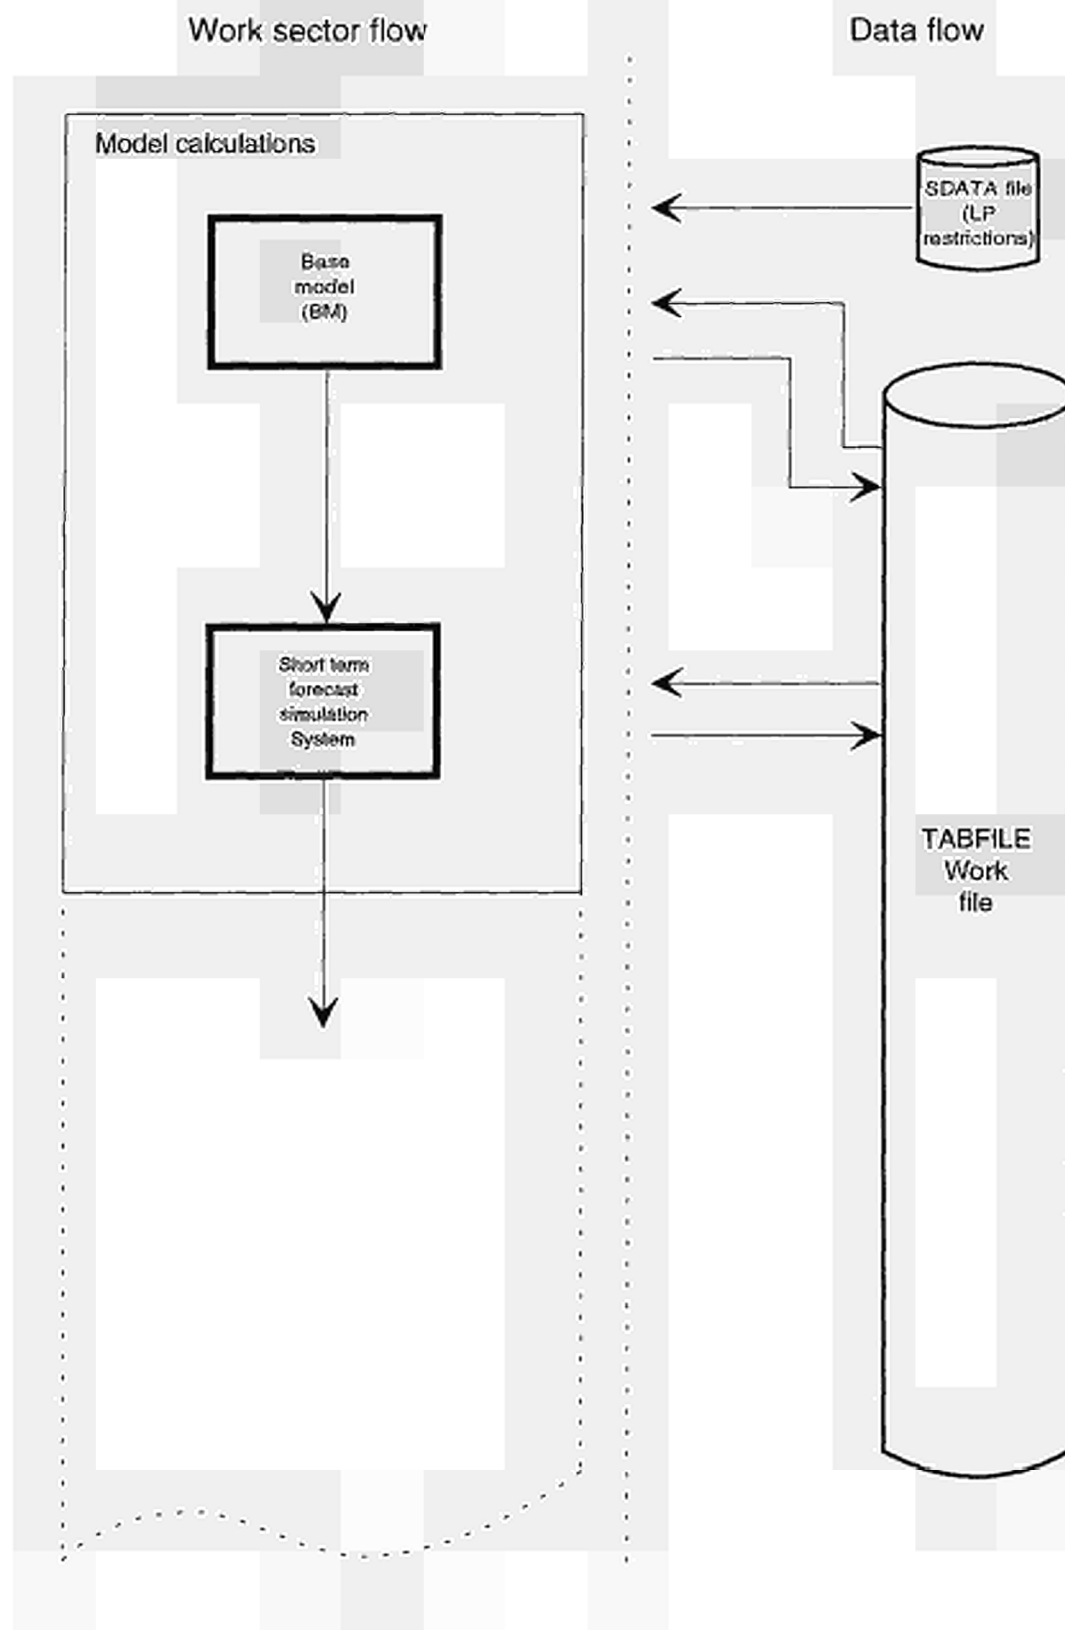 Work sector flow
Data flow
Model calculations
SDATA file
(LP
restrictions)
Base
model
(BM)
Short term
forecast
simulation
System
TABFILE
Work
file